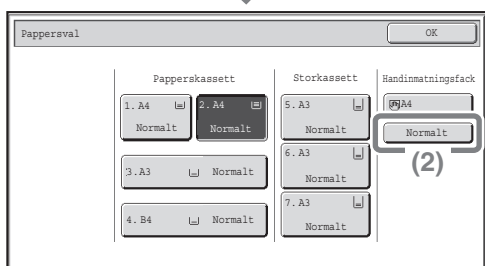 Pappersval
OK
Papperskassett
Storkassett
Handinmatningsfack
1. A4
Normalt
2. A4
Normalt
3. A3 Normalt
4. B4 Normalt
5. A3
Normalt
6. A3
Normalt
7. A3
Normalt
A4
Normalt
(2)